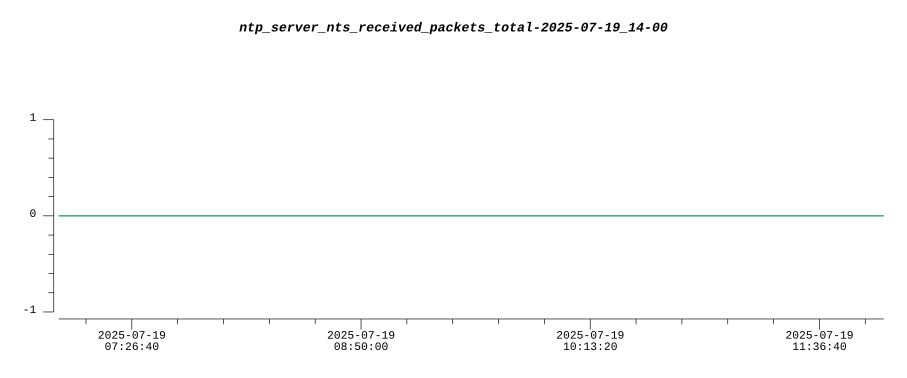 ntp_server_nts_received_packets_total-2025-07-19_14-00
1
0
-1
2025-07-19 2025-07-19 2025-07-19 2025-07-19
07:26:40 08:50:00 10:13:20 11:36:40